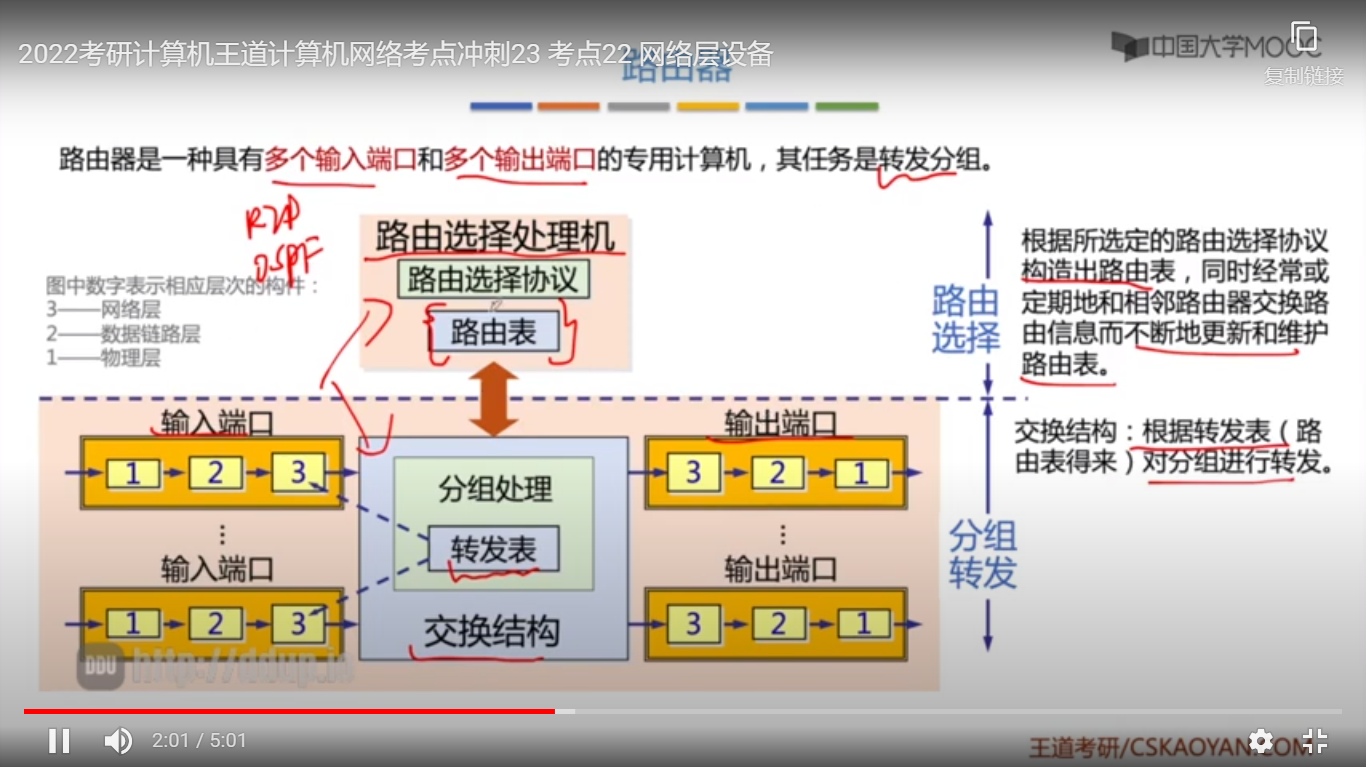 2022考研计算机王道计算机网络考点冲刺23 考点22 网络层设备
路由器
中国大学MOOC
复制链接
路由器是一种具有多个输入端口和多个输出端口的专用计算机，其任务是转发分组。
RIP
OSPF
图中数字表示相应层次的构件：
3——网络层
2——数据链路层
1——物理层
路由选择处理机
路由选择协议
路由表
路由
选择
根据所选定的路由选择协议
构造出路由表，同时经常或
定期地和相邻路由器交换路
由信息而不断地更新和维护
路由表。
输入端口
1 2 3
输入端口
1 2 3
分组处理
转发表
交换结构
输出端口
3 2 1
输出端口
3 2 1
分组
转发
交换结构：根据转发表（路
由表得来）对分组进行转发。
DDU http://ddup.io
2:01 / 5:01
王道考研/CSKAOYAN.COM